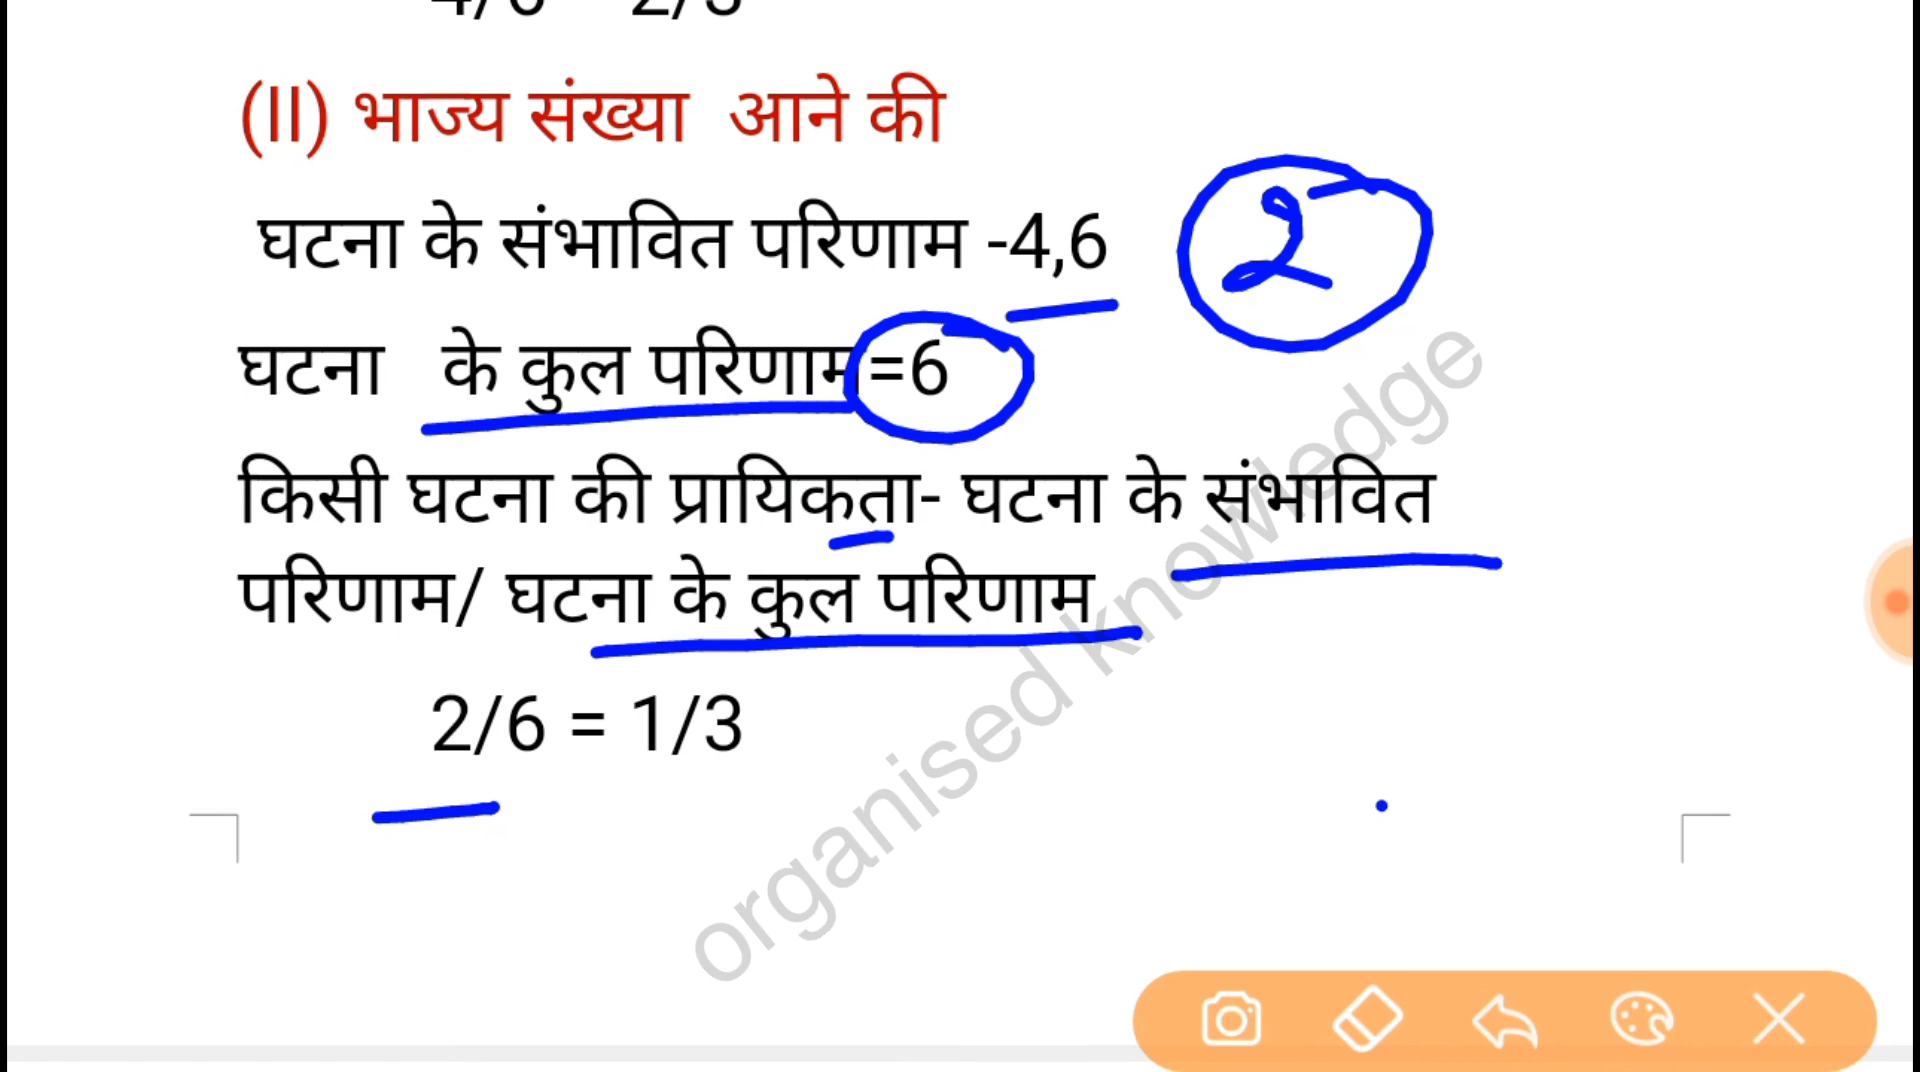 (II) भाज्य संख्या आने की
घटना के संभावित परिणाम -4,6
2
घटना के कुल परिणाम=6
किसी घटना की प्रायिकता- घटना के संभावित
परिणाम/ घटना के कुल परिणाम
2/6 = 1/3
organised knowledge